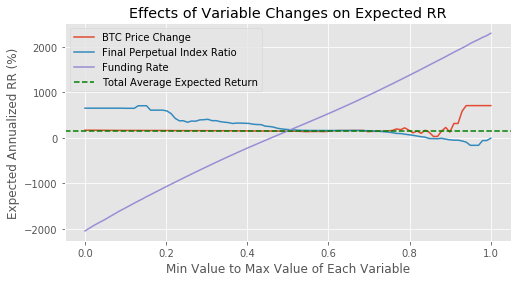 Effects of Variable Changes on Expected RR
BTC Price Change
Final Perpetual Index Ratio
Funding Rate
Total Average Expected Return
Expected Annualized RR (%)
2000
1000
0
−1000
−2000
0.0 0.2 0.4 0.6 0.8 1.0
Min Value to Max Value of Each Variable